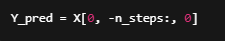 Y_pred = X[0, -n_steps:, 0]